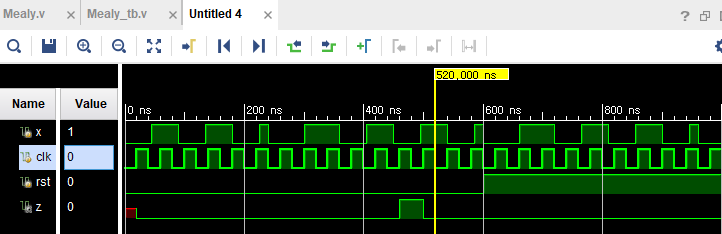 Mealy.v × Mealy_tb.v × Untitled 4 ×
?
520,000 ns
Name Value
0 ns 200 ns 400 ns 600 ns 800 ns
x 1
clk 0
rst 0
z 0